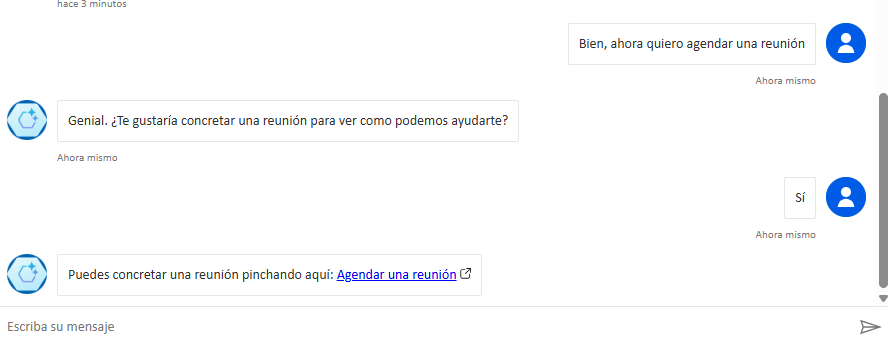 hace 3 minutos
Bien, ahora quiero agendar una reunión
Ahora mismo
Genial. ¿Te gustaría concretar una reunión para ver como podemos ayudarte?
Ahora mismo
Sí
Ahora mismo
Puedes concretar una reunión pinchando aquí: Agendar una reunión
Escriba su mensaje